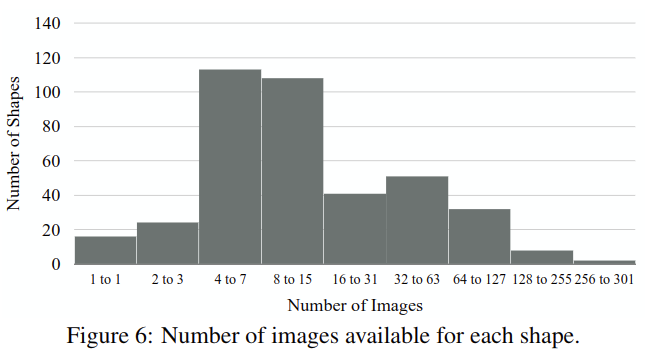 140
120
100
80
60
40
20
0
Number of Shapes
1 to 1 2 to 3 4 to 7 8 to 15 16 to 31 32 to 63 64 to 127 128 to 255 256 to 301
Number of Images
Figure 6: Number of images available for each shape.